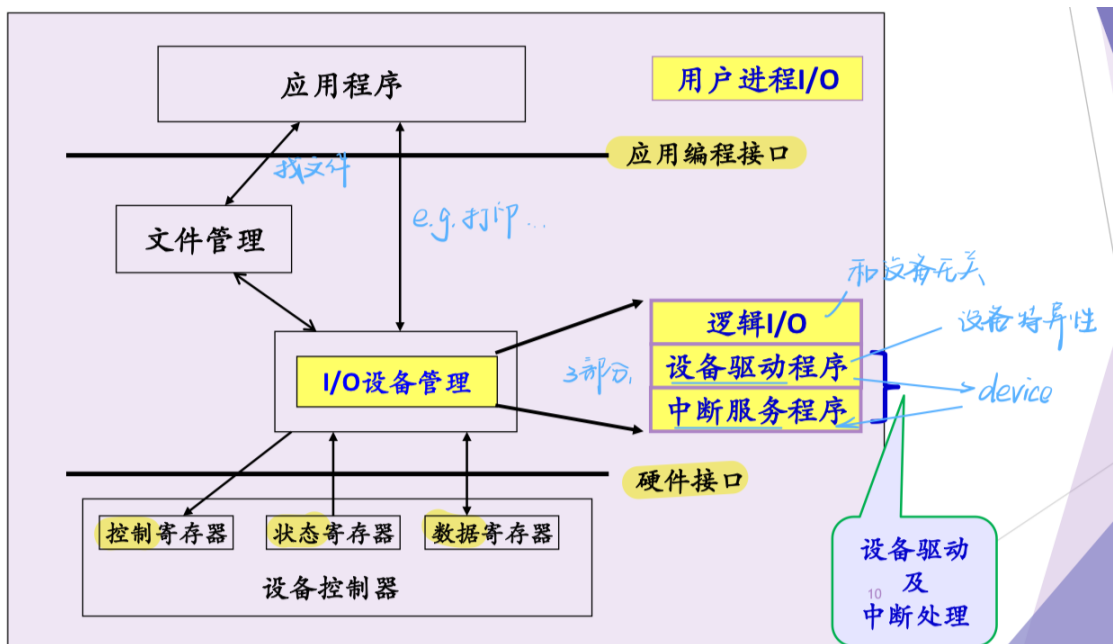 应用程序
用户进程I/O
应用编程接口
找文件
e.g.打印...
文件管理
和设备无关
逻辑I/O
设备特异性
I/O设备管理
3部分,
设备驱动程序
device
中断服务程序
硬件接口
控制寄存器
状态寄存器
数据寄存器
设备控制器
设备驱动
及
10
中断处理